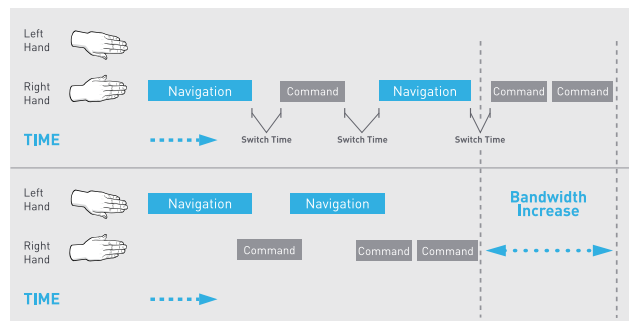 Left
Hand
Right
Hand
Navigation Command Navigation Command Command
TIME
Switch Time Switch Time Switch Time
Left
Hand
Navigation Navigation
Bandwidth
Increase
Right
Hand
Command Command Command
TIME